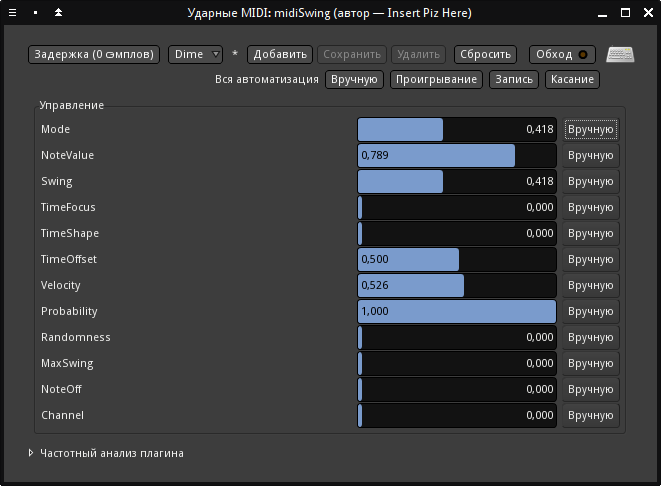 Ударные MIDI: midiSwing (автор — Insert Piz Here)
Задержка (0 сэмплов) Dime * Добавить Сохранить Удалить Сбросить Обход
Вся автоматизация Вручную Проигрывание Запись Касание
Управление
Mode 0,418 Вручную
NoteValue 0,789 Вручную
Swing 0,418 Вручную
TimeFocus 0,000 Вручную
TimeShape 0,000 Вручную
TimeOffset 0,500 Вручную
Velocity 0,526 Вручную
Probability 1,000 Вручную
Randomness 0,000 Вручную
MaxSwing 0,000 Вручную
NoteOff 0,000 Вручную
Channel 0,000 Вручную
Частотный анализ плагина